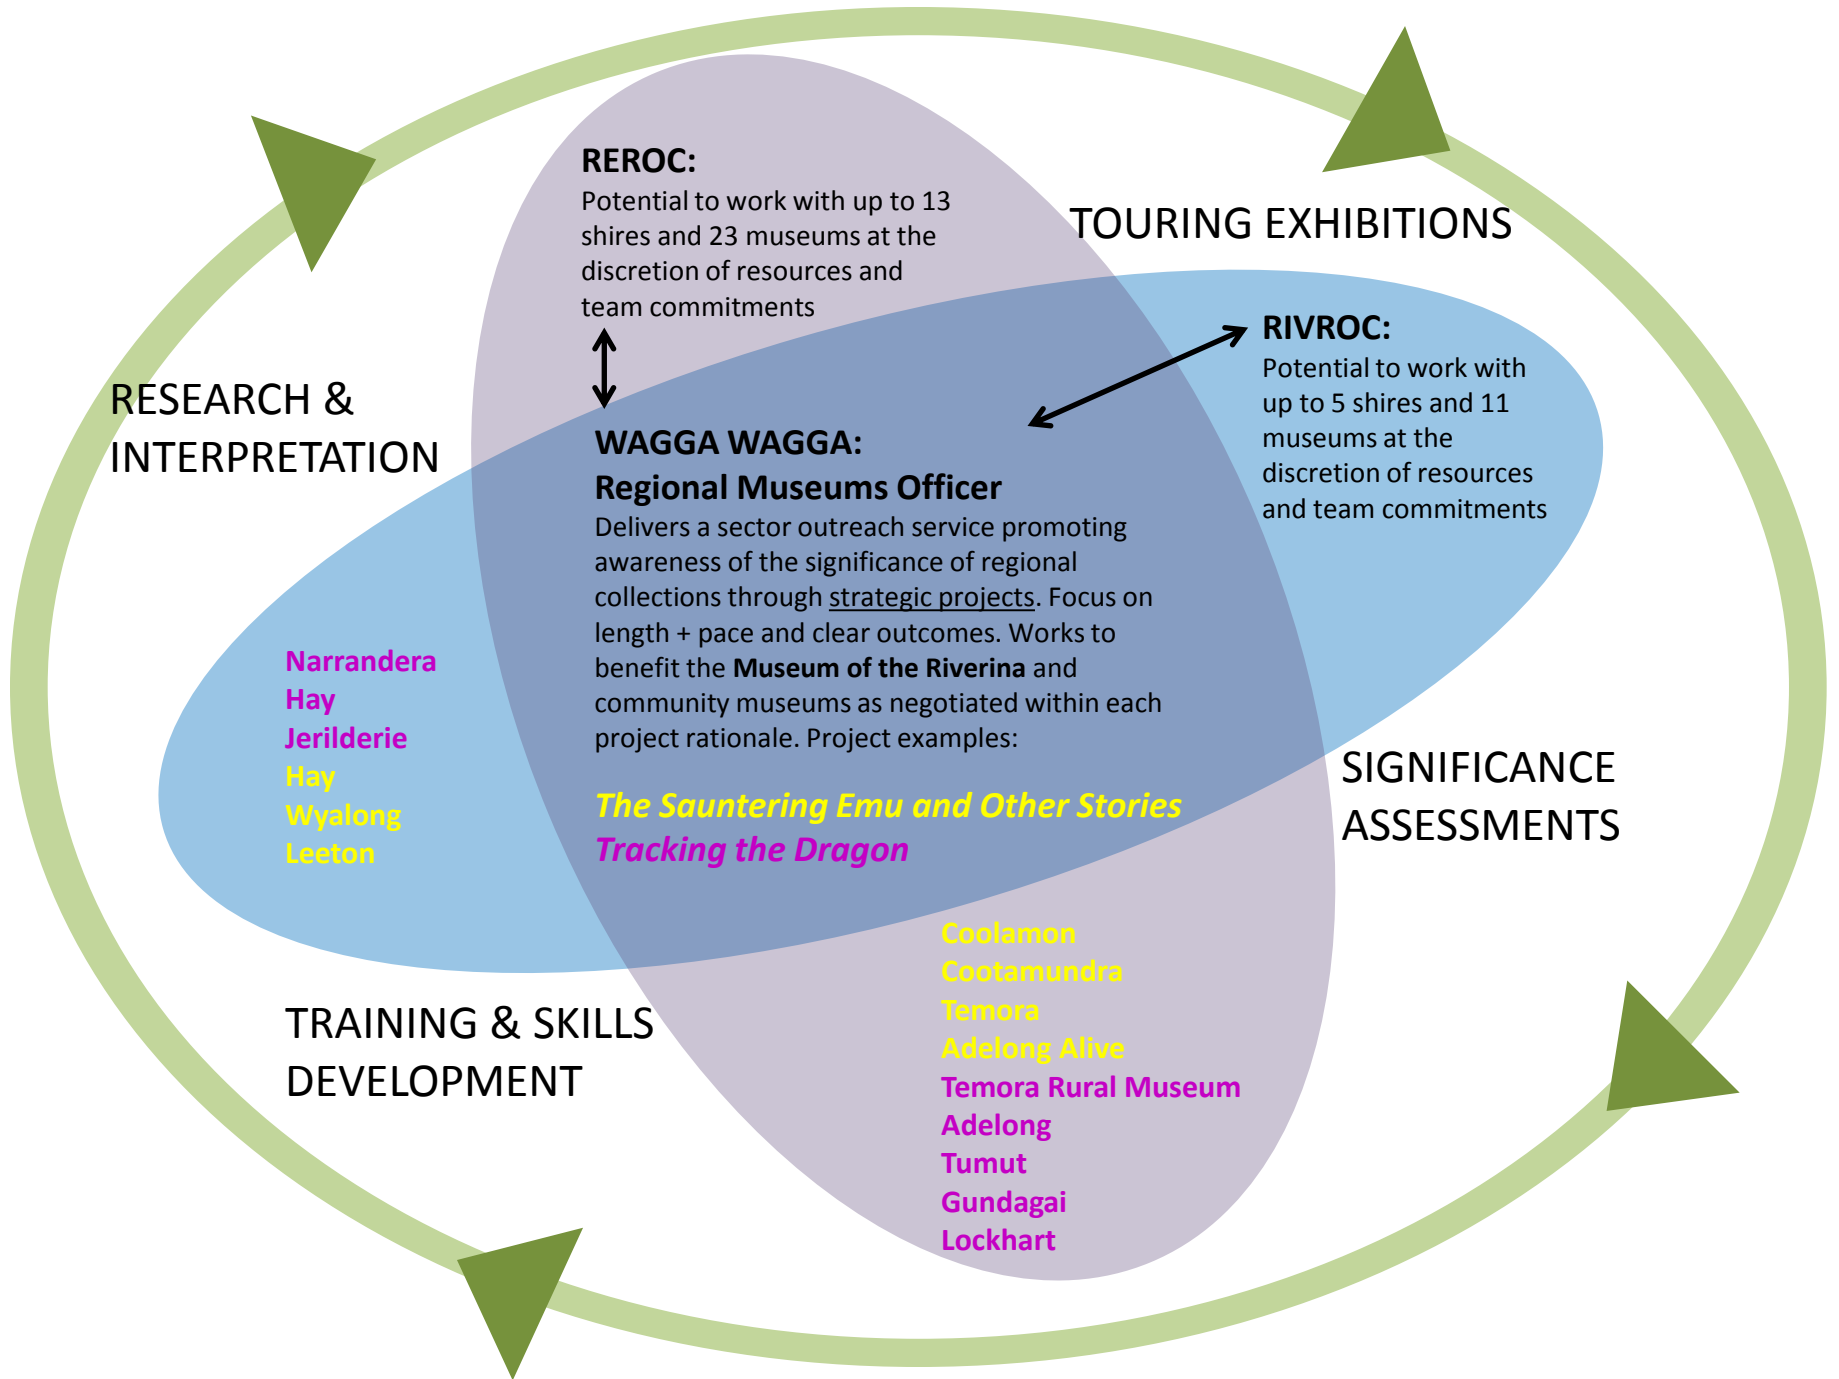 REROC:
Potential to work with up to 13
shires and 23 museums at the
discretion of resources and
team commitments
TOURING EXHIBITIONS
RIVROC:
Potential to work with
up to 5 shires and 11
museums at the
discretion of resources
and team commitments
RESEARCH &
INTERPRETATION
WAGGA WAGGA:
Regional Museums Officer
Delivers a sector outreach service promoting
awareness of the significance of regional
collections through strategic projects. Focus on
length + pace and clear outcomes. Works to
benefit the Museum of the Riverina and
community museums as negotiated within each
project rationale. Project examples:
The Sauntering Emu and Other Stories
Tracking the Dragon
Narrandera
Hay
Jerilderie
Hay
Wyalong
Leeton
SIGNIFICANCE
ASSESSMENTS
Coolamon
Cootamundra
Temora
Adelong Alive
Temora Rural Museum
Adelong
Tumut
Gundagai
Lockhart
TRAINING & SKILLS
DEVELOPMENT